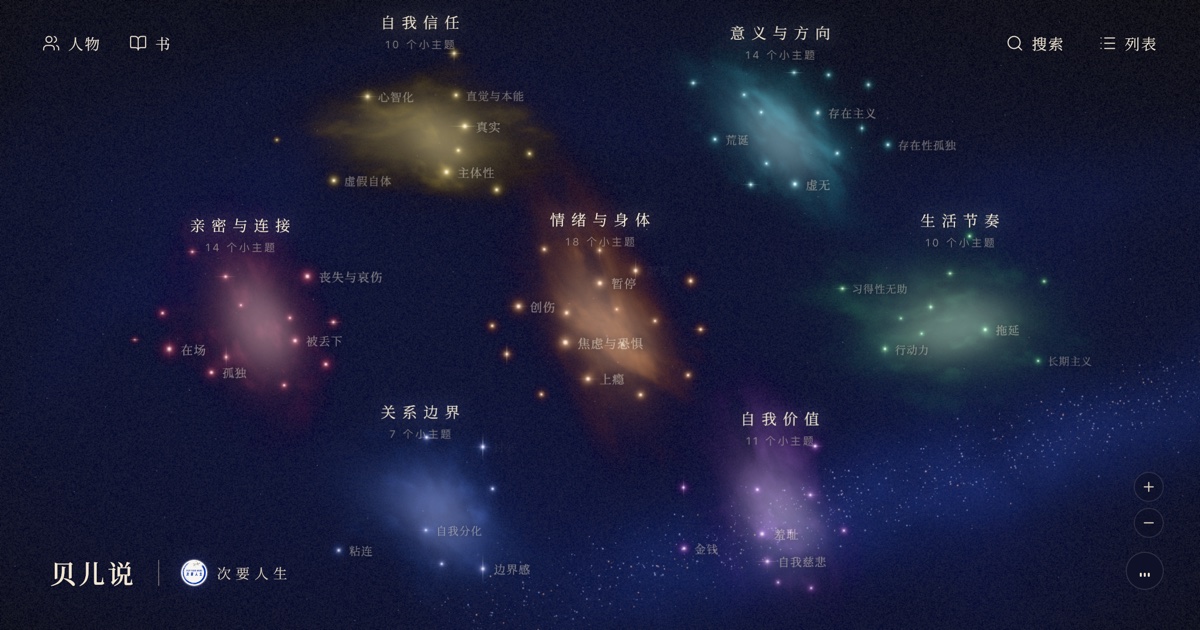 人物
书
搜索
列表
自我信任
10 个小主题
心智化
直觉与本能
真实
主体性
虚假自体
意义与方向
14 个小主题
存在主义
荒诞
存在性孤独
虚无
亲密与连接
14 个小主题
丧失与哀伤
被丢下
在场
孤独
情绪与身体
18 个小主题
暂停
创伤
焦虑与恐惧
上瘾
生活节奏
10 个小主题
习得性无助
拖延
行动力
长期主义
关系边界
7 个小主题
自我分化
粘连
边界感
自我价值
11 个小主题
羞耻
金钱
自我慈悲
贝儿说
次要人生